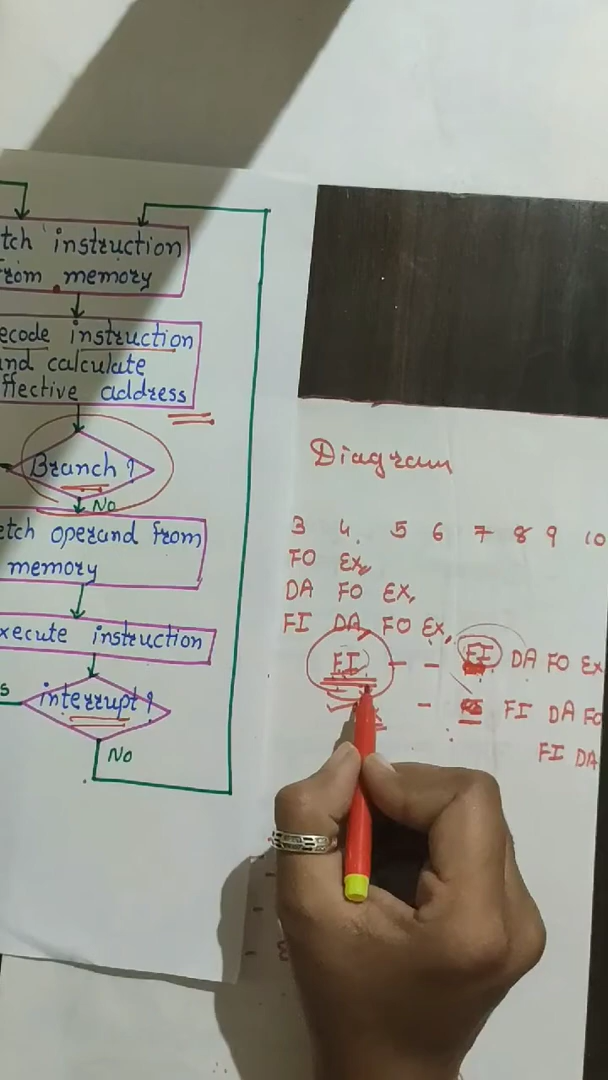 tch instruction
from memory
ecode instruction
and calculate
ffective address
Branch ?
No
etch operand from
memory
xecute instruction
s
interrupt ?
No
Diagram
3 4 5 6 7 8 9 10
FO EX
DA FO EX
FI DA FO EX
FI - - FI DA FO EX
- FI DA FO
FI DA